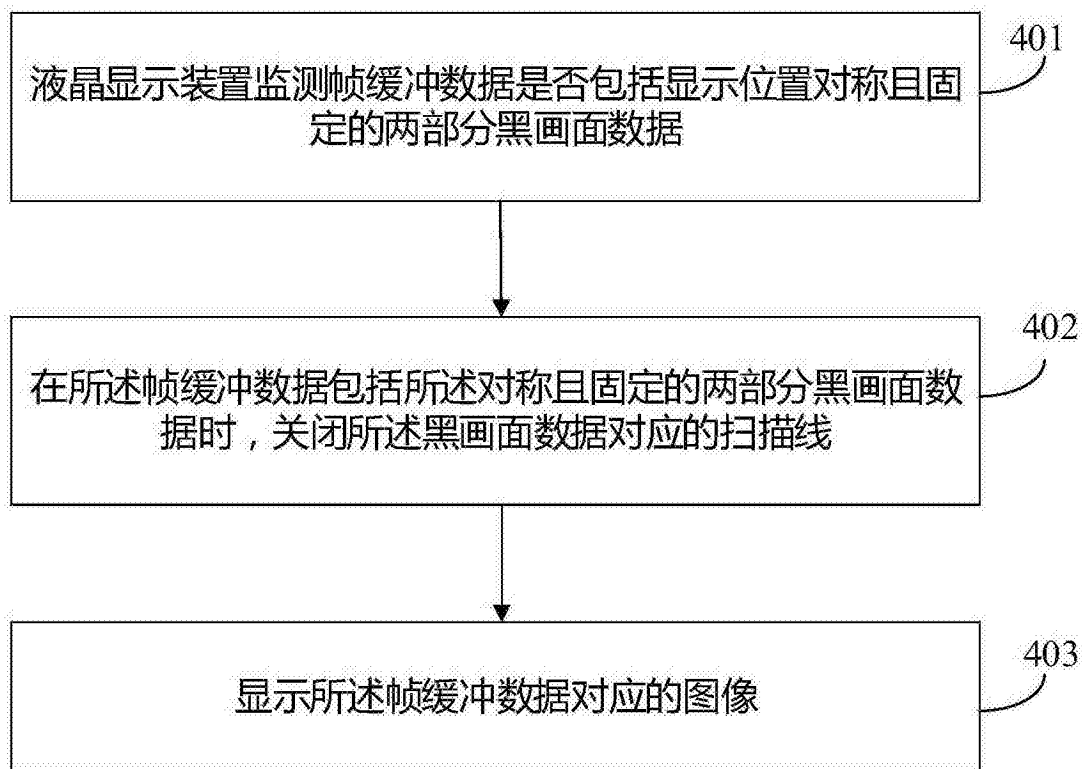 401
液晶显示装置监测帧缓冲数据是否包括显示位置对称且固
定的两部分黑画面数据
402
在所述帧缓冲数据包括所述对称且固定的两部分黑画面数
据时，关闭所述黑画面数据对应的扫描线
403
显示所述帧缓冲数据对应的图像